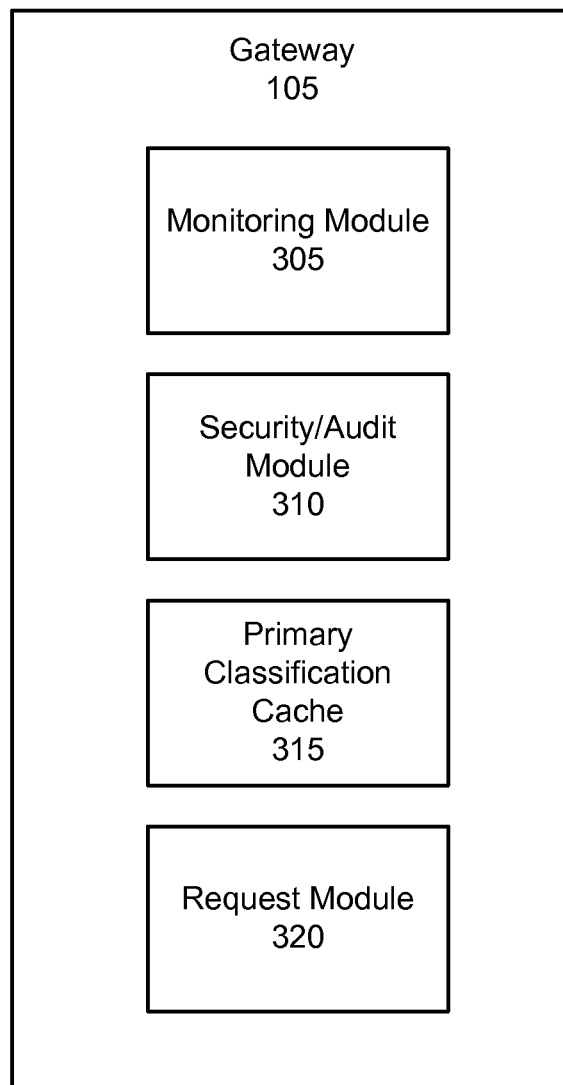 Gateway
105
Monitoring Module
305
Security/Audit
Module
310
Primary
Classification
Cache
315
Request Module
320